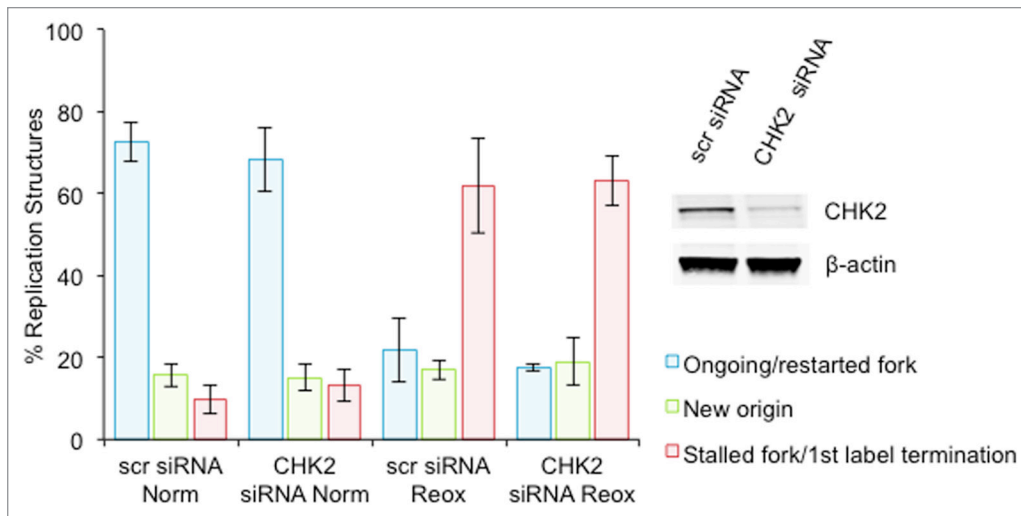 % Replication Structures
100
80
60
40
20
0
scr siRNA
Norm
CHK2
siRNA Norm
scr siRNA
Reox
CHK2
siRNA Reox
scr siRNA
CHK2 siRNA
CHK2
β-actin
Ongoing/restarted fork
New origin
Stalled fork/1st label termination